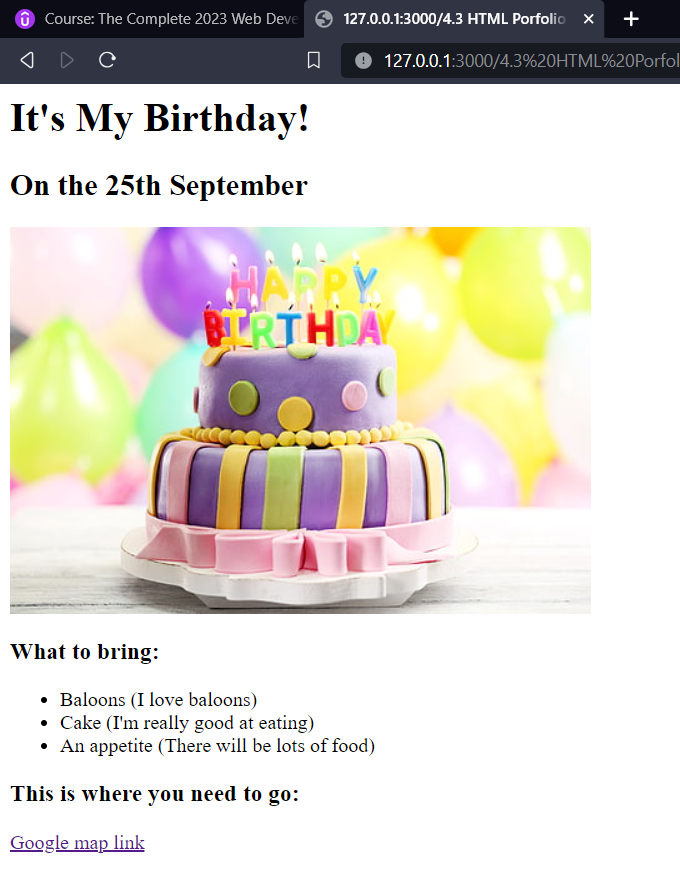 Course: The Complete 2023 Web Deve
127.0.0.1:3000/4.3 HTML Porfolio
127.0.0.1:3000/4.3%20HTML%20Porfol
It's My Birthday!
On the 25th September
HAPPY
BIRTHDAY
What to bring:
• Baloons (I love baloons)
• Cake (I'm really good at eating)
• An appetite (There will be lots of food)
This is where you need to go:
Google map link